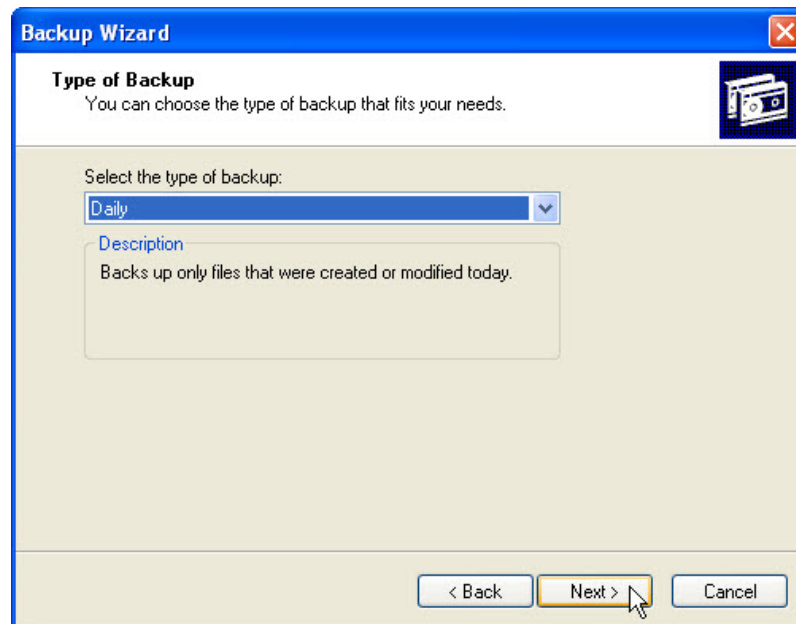 Backup Wizard
Type of Backup
You can choose the type of backup that fits your needs.
Select the type of backup:
Daily
Description
Backs up only files that were created or modified today.
< Back Next > Cancel